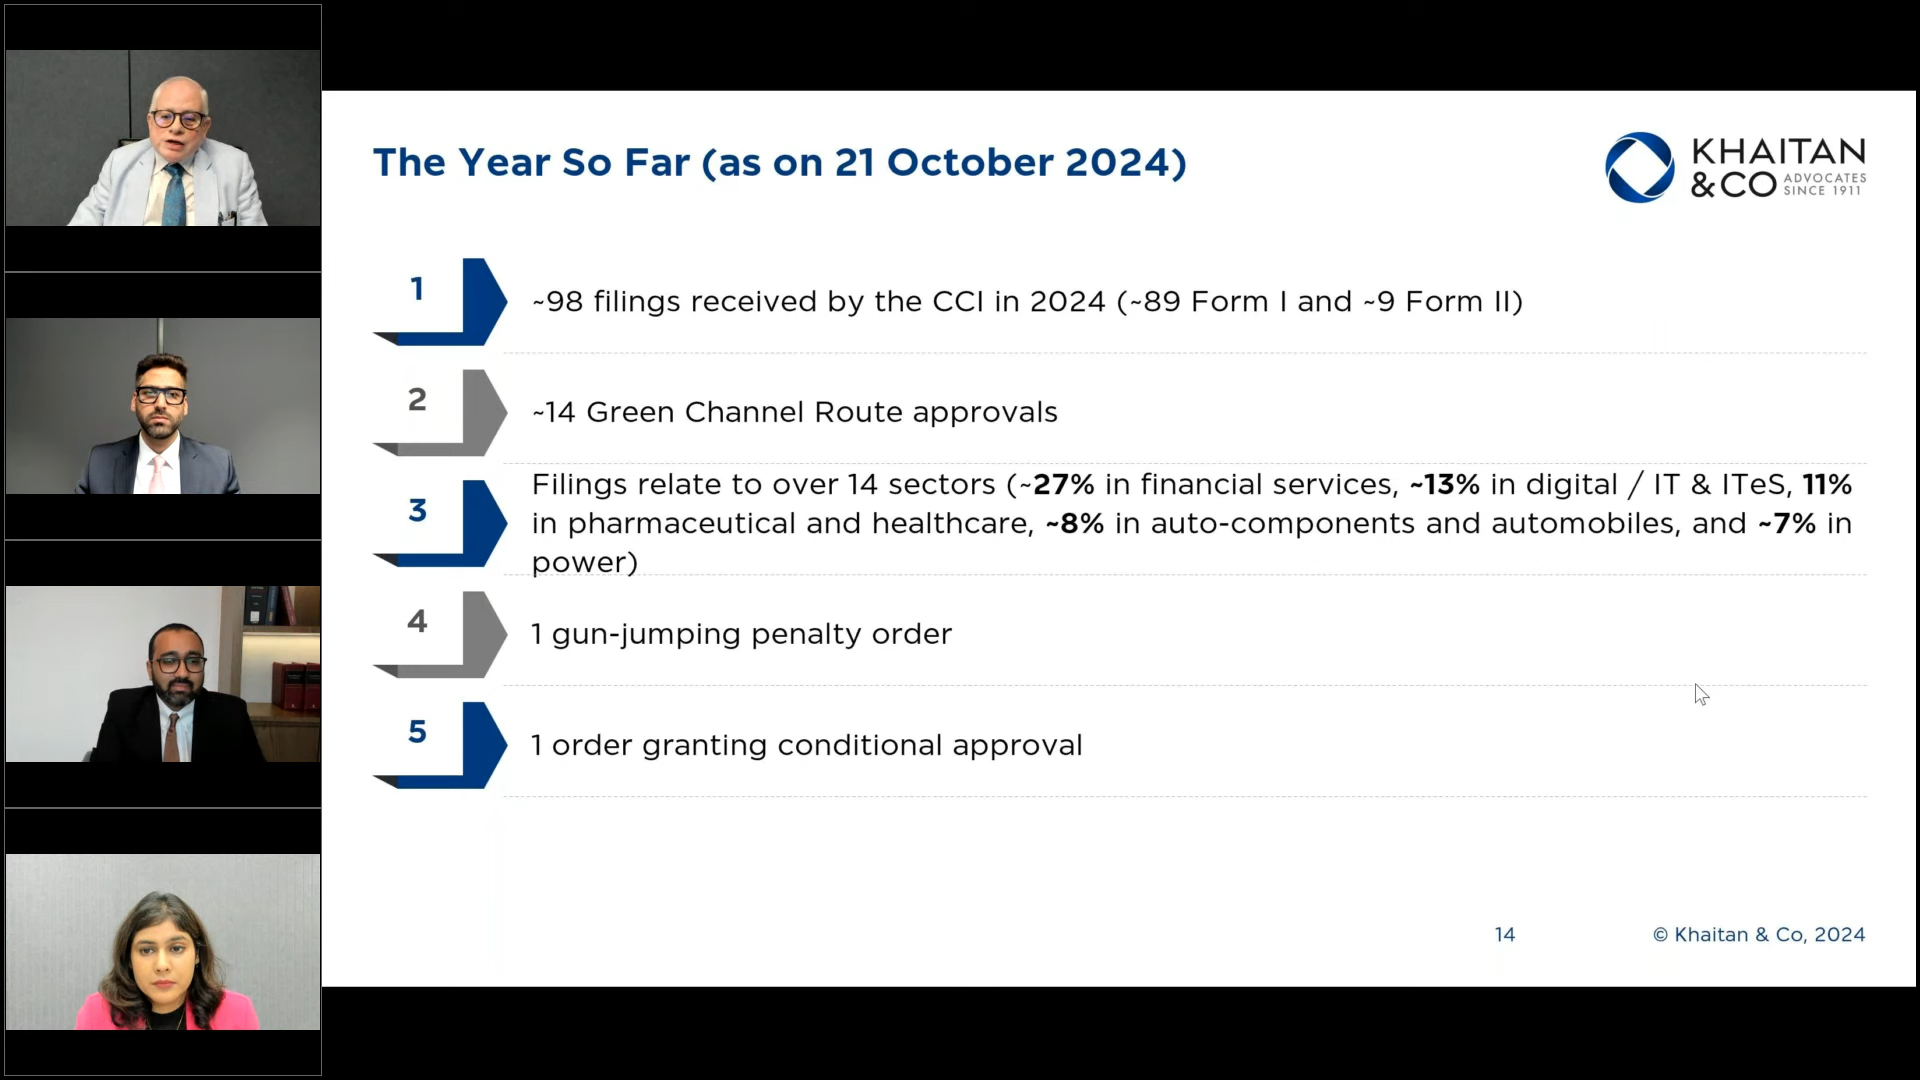 The Year So Far (as on 21 October 2024)
KHAITAN
&CO ADVOCATES
SINCE 1911
1
~98 filings received by the CCI in 2024 (~89 Form I and ~9 Form II)
2
~14 Green Channel Route approvals
3
Filings relate to over 14 sectors (~27% in financial services, ~13% in digital / IT & ITeS, 11%
in pharmaceutical and healthcare, ~8% in auto-components and automobiles, and ~7% in
power)
4
1 gun-jumping penalty order
5
1 order granting conditional approval
14
© Khaitan & Co, 2024